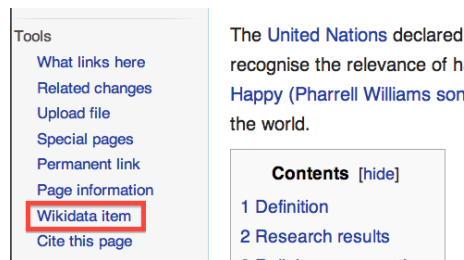 Tools
What links here
Related changes
Upload file
Special pages
Permanent link
Page information
Wikidata item
Cite this page
The United Nations declared
recognise the relevance of h
Happy (Pharrell Williams son
the world.
Contents [hide]
1 Definition
2 Research results